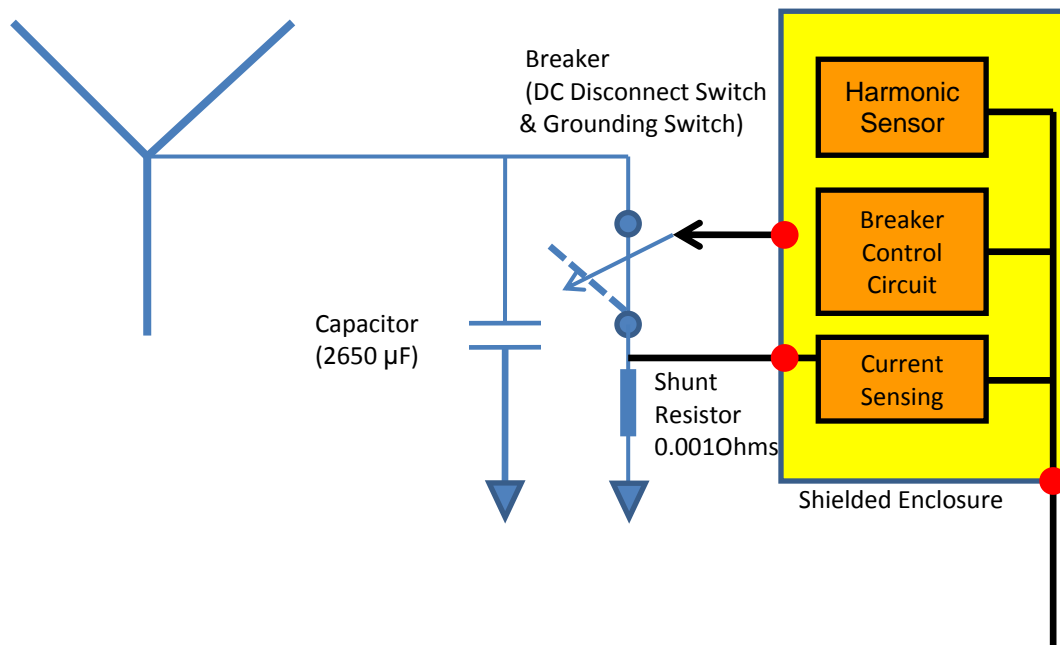 Breaker
(DC Disconnect Switch
& Grounding Switch)
Harmonic
Sensor
Breaker
Control
Circuit
Capacitor
(2650 µF)
Shunt
Resistor
0.001Ohms
Current
Sensing
Shielded Enclosure